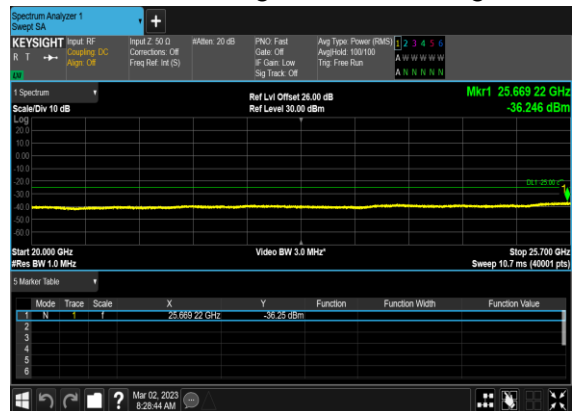 Spectrum Analyzer 1
Swept SA
KEYSIGHT Input: RF Input Z: 50 Ω #Atten: 20 dB PNO: Fast Avg Type: Power (RMS) 1 2 3 4 5 6
R T Coupling: DC Corrections: Off Gate: Off Avg|Hold: 100/100 A W W W W W
Align: Off Freq Ref: Int (S) IF Gain: Low Trig: Free Run
Sig Track: Off A N N N N N
1 Spectrum Ref Lvl Offset 26.00 dB Mkr1 25.669 22 GHz
Scale/Div 10 dB Ref Level 30.00 dBm -36.246 dBm
Log
20.0
10.0
0.00
-10.0
-20.0
-30.0
-40.0
-50.0
-60.0
1
Start 20.000 GHz Video BW 3.0 MHz* Stop 25.700 GHz
#Res BW 1.0 MHz Sweep 10.7 ms (40001 pts)
5 Marker Table
Mode Trace Scale X Y Function Function Width Function Value
1 N 1 f 25.669 22 GHz -36.25 dBm
2
3
4
5
6
? Mar 02, 2023
8:28:44 AM